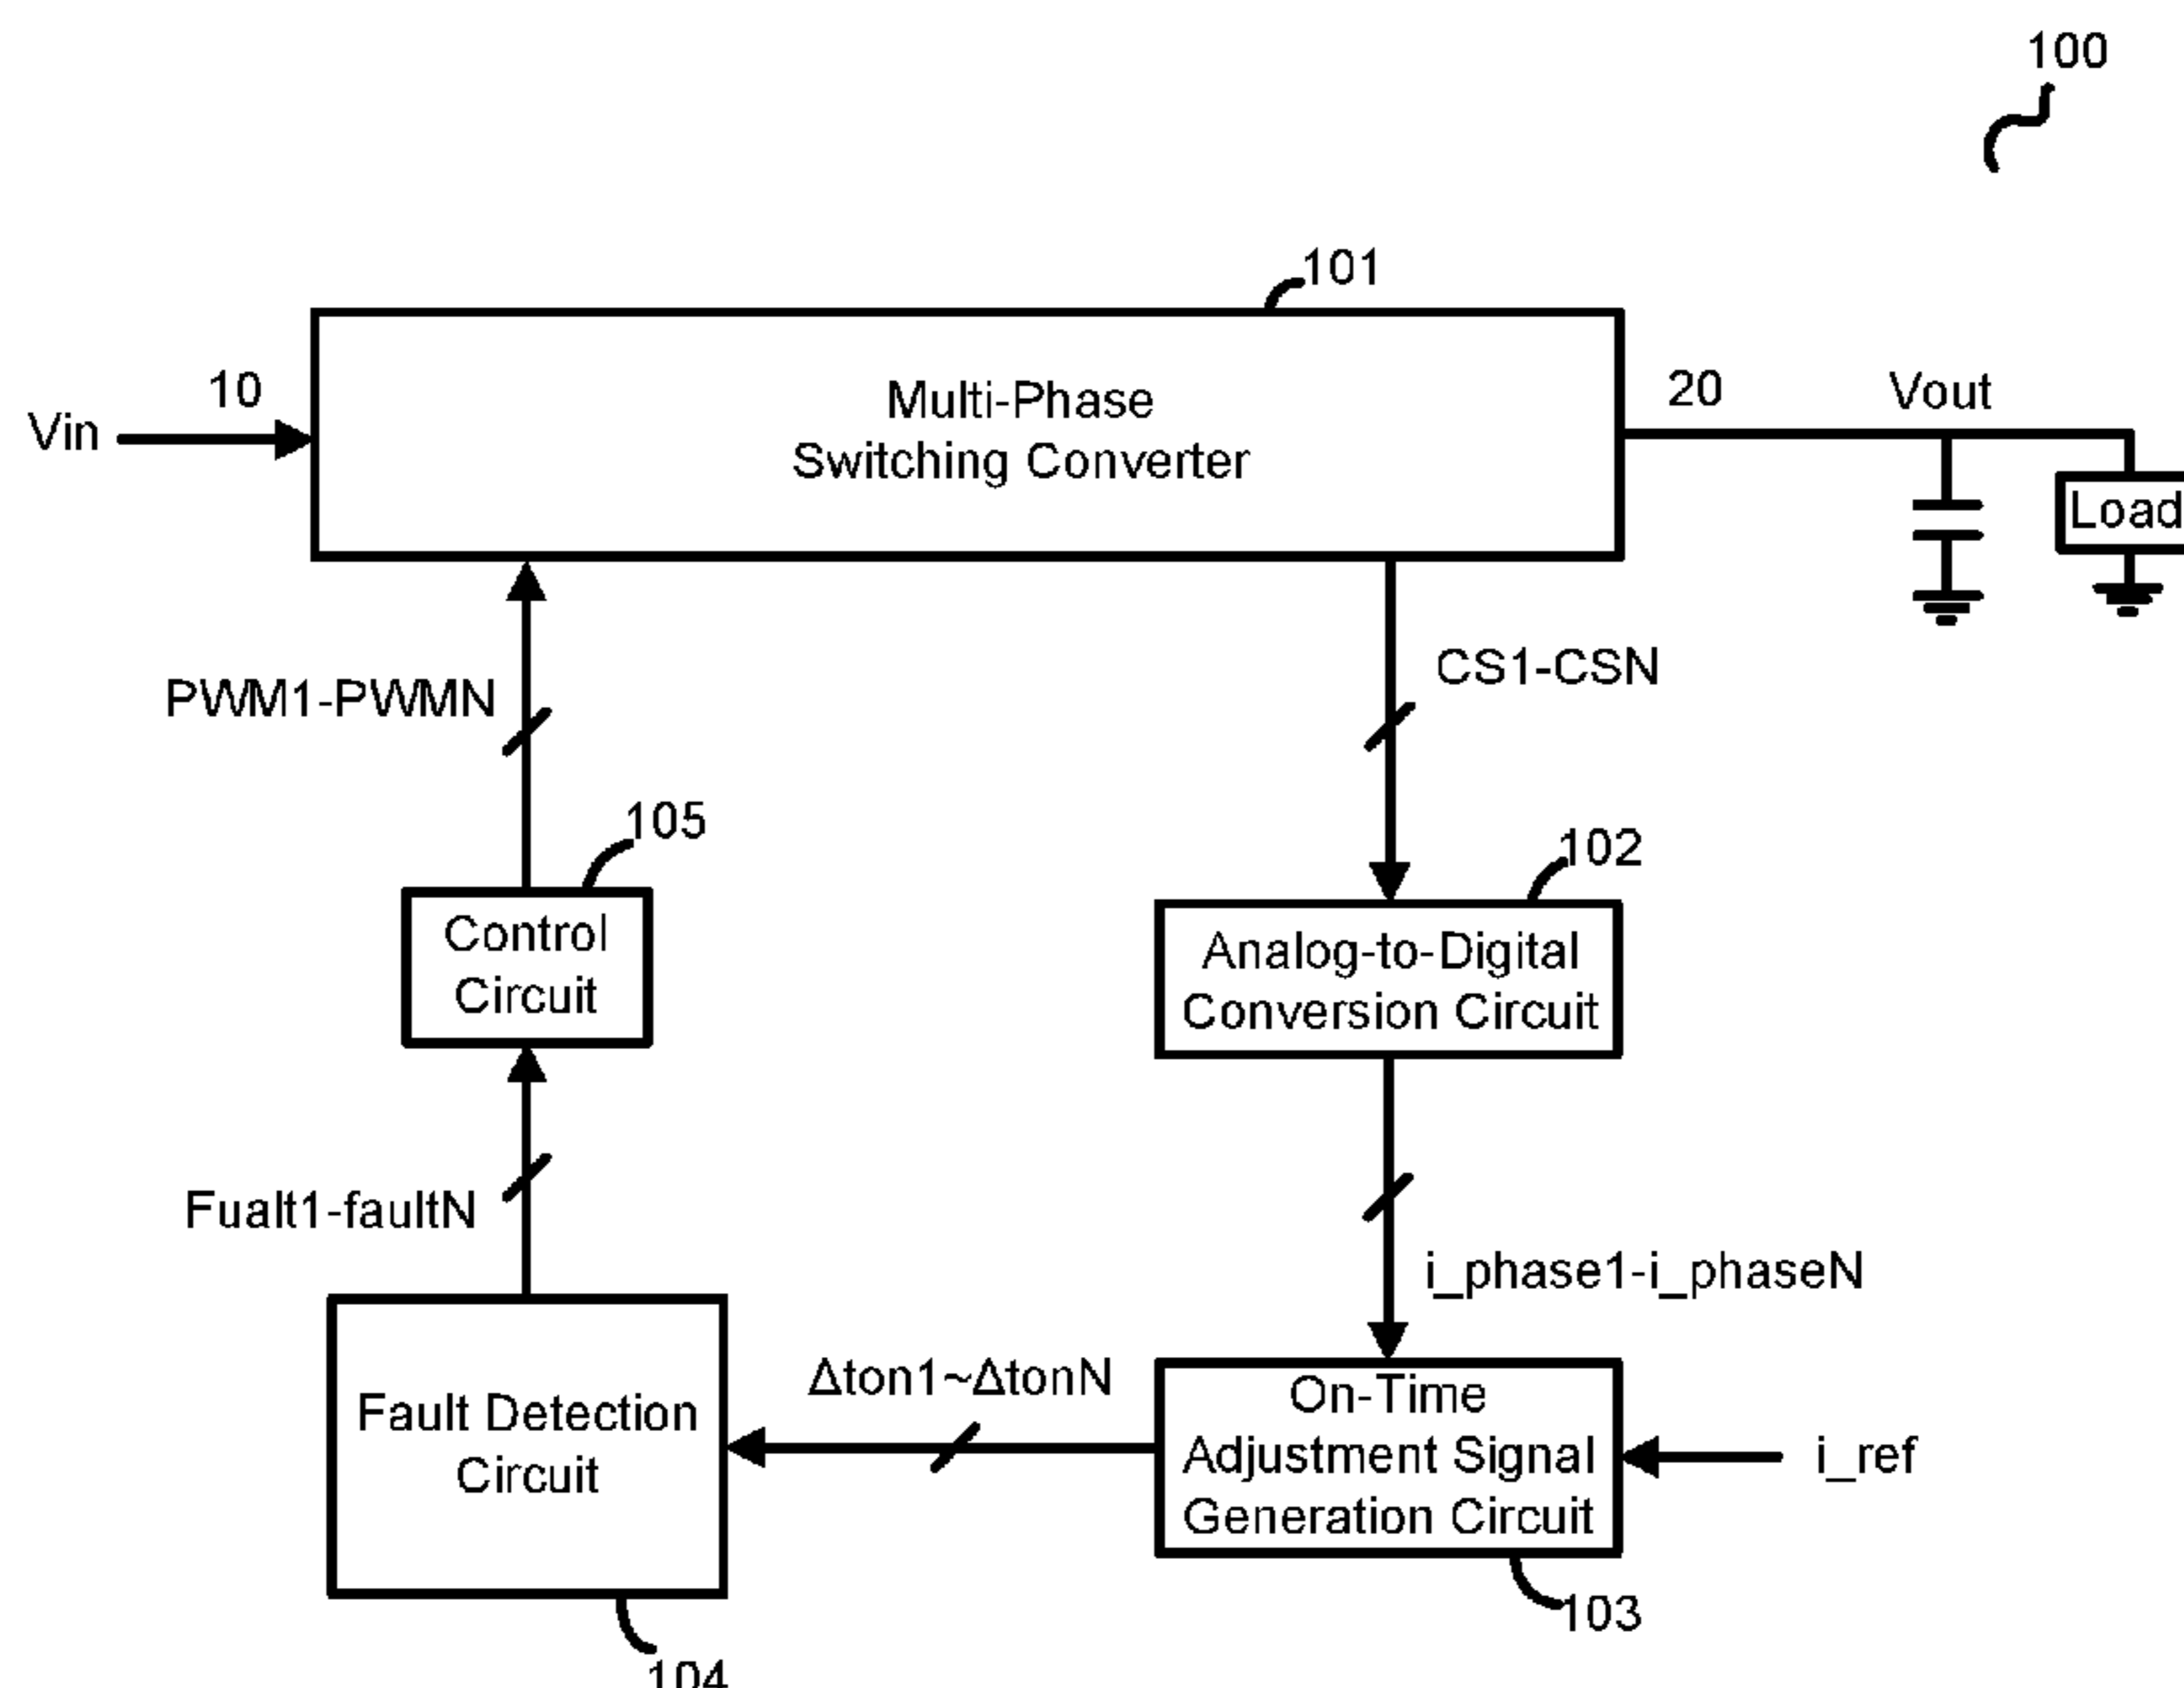 100
101
10
Vin
Multi-Phase
Switching Converter
20
Vout
Load
PWM1-PWMN
CS1-CSN
105
102
Control
Circuit
Analog-to-Digital
Conversion Circuit
Fualt1-faultN
i_phase1-i_phaseN
Δton1~ΔtonN
Fault Detection
Circuit
On-Time
Adjustment Signal
Generation Circuit
i_ref
103
104